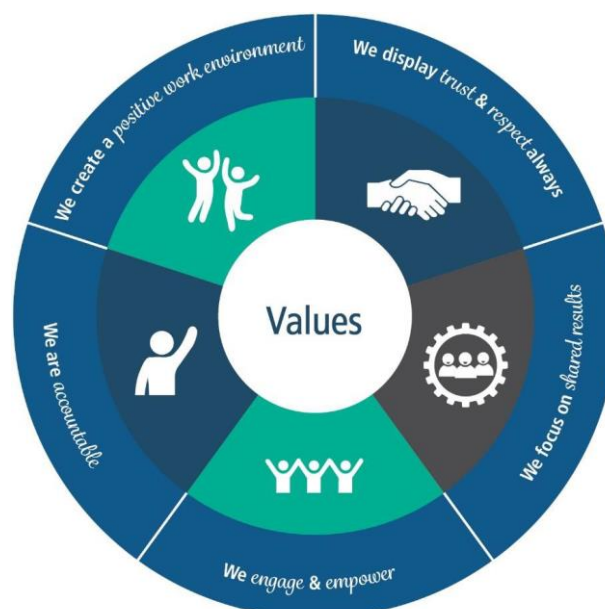 We create a positive work environment
We display trust & respect always
Values
We are accountable
We focus on shared results
We engage & empower